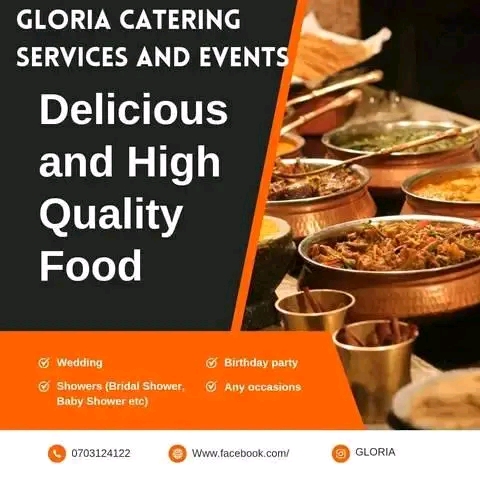 GLORIA CATERING
SERVICES AND EVENTS
Delicious
and High
Quality
Food
Wedding
Birthday party
Showers (Bridal Shower,
Baby Shower etc)
Any occasions
0703124122
Www.facebook.com/
GLORIA